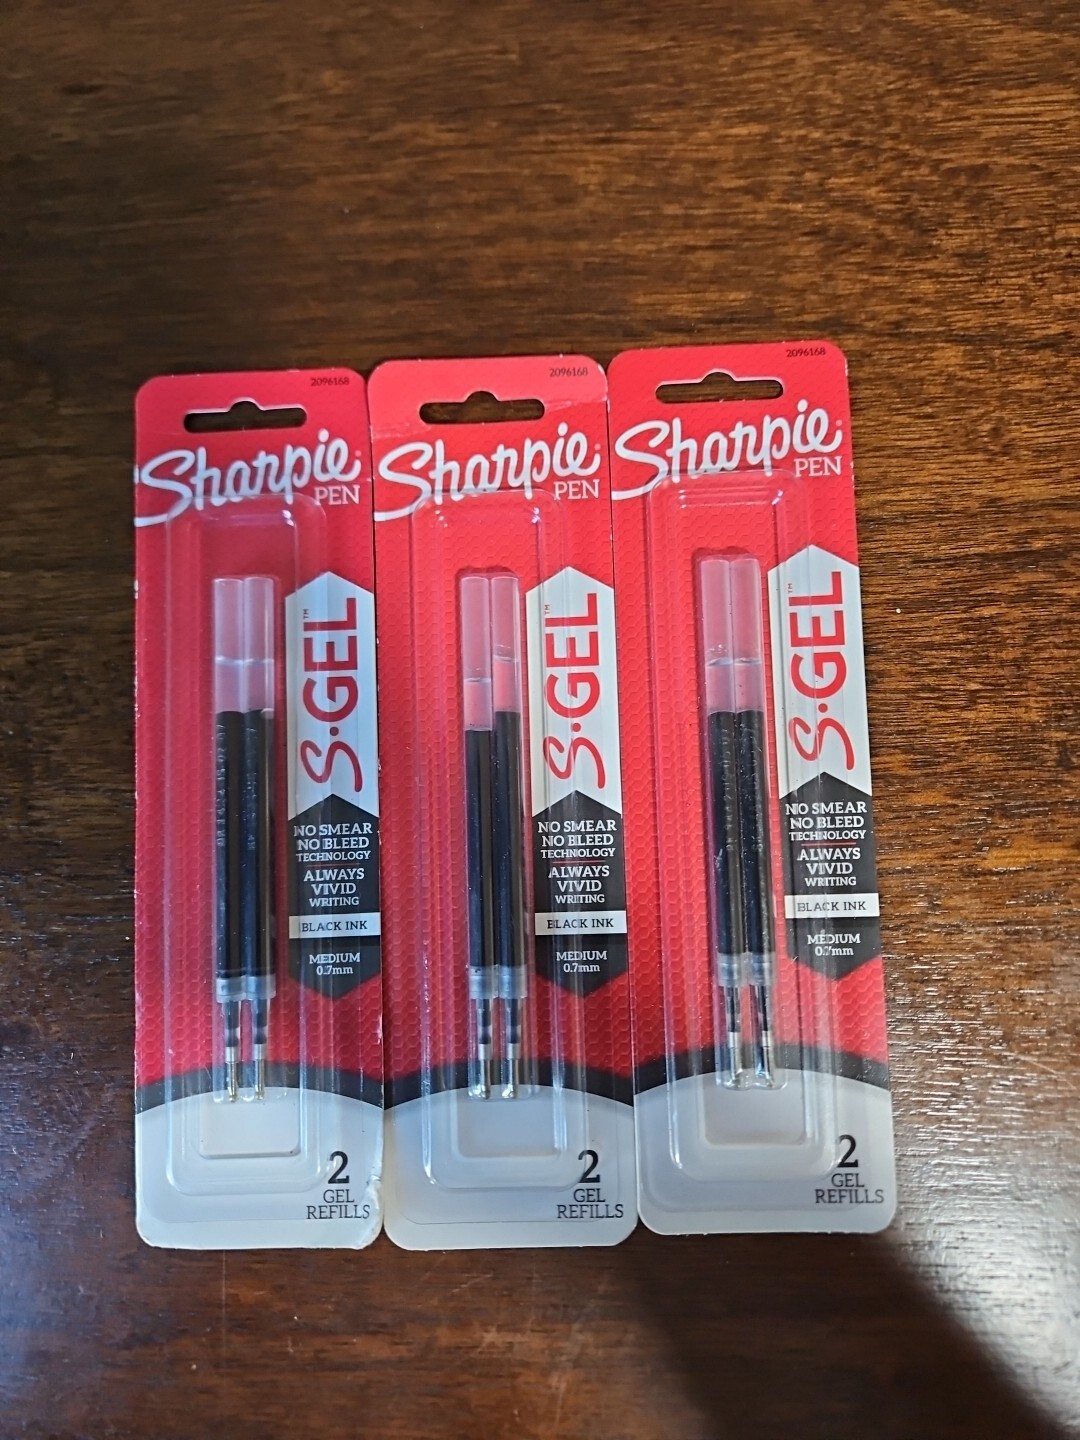 2096168
Sharpie®
PEN
S·GEL™
NO SMEAR
NO BLEED
TECHNOLOGY
ALWAYS
VIVID
WRITING
BLACK INK
MEDIUM
0.7mm
2
GEL
REFILLS
2096168
Sharpie®
PEN
S·GEL™
NO SMEAR
NO BLEED
TECHNOLOGY
ALWAYS
VIVID
WRITING
BLACK INK
MEDIUM
0.7mm
2
GEL
REFILLS
2096168
Sharpie®
PEN
S·GEL™
NO SMEAR
NO BLEED
TECHNOLOGY
ALWAYS
VIVID
WRITING
BLACK INK
MEDIUM
0.7mm
2
GEL
REFILLS